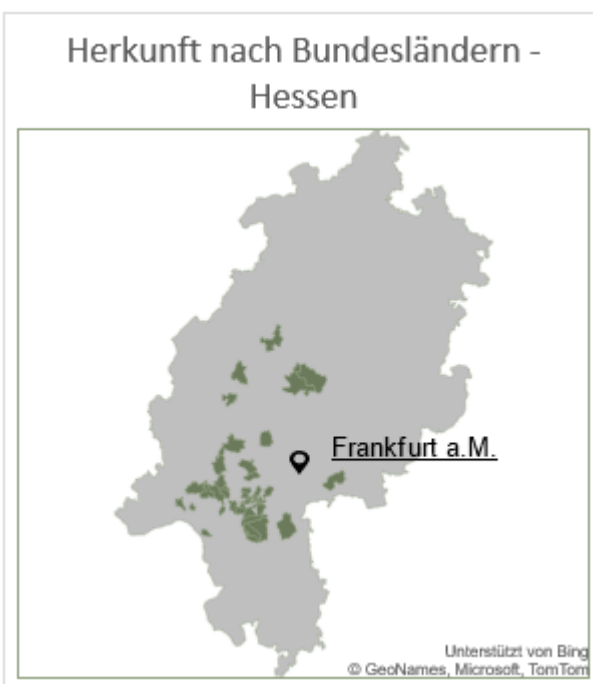 Herkunft nach Bundesländern -
Hessen
Frankfurt a.M.
Unterstützt von Bing
© GeoNames, Microsoft, TomTom